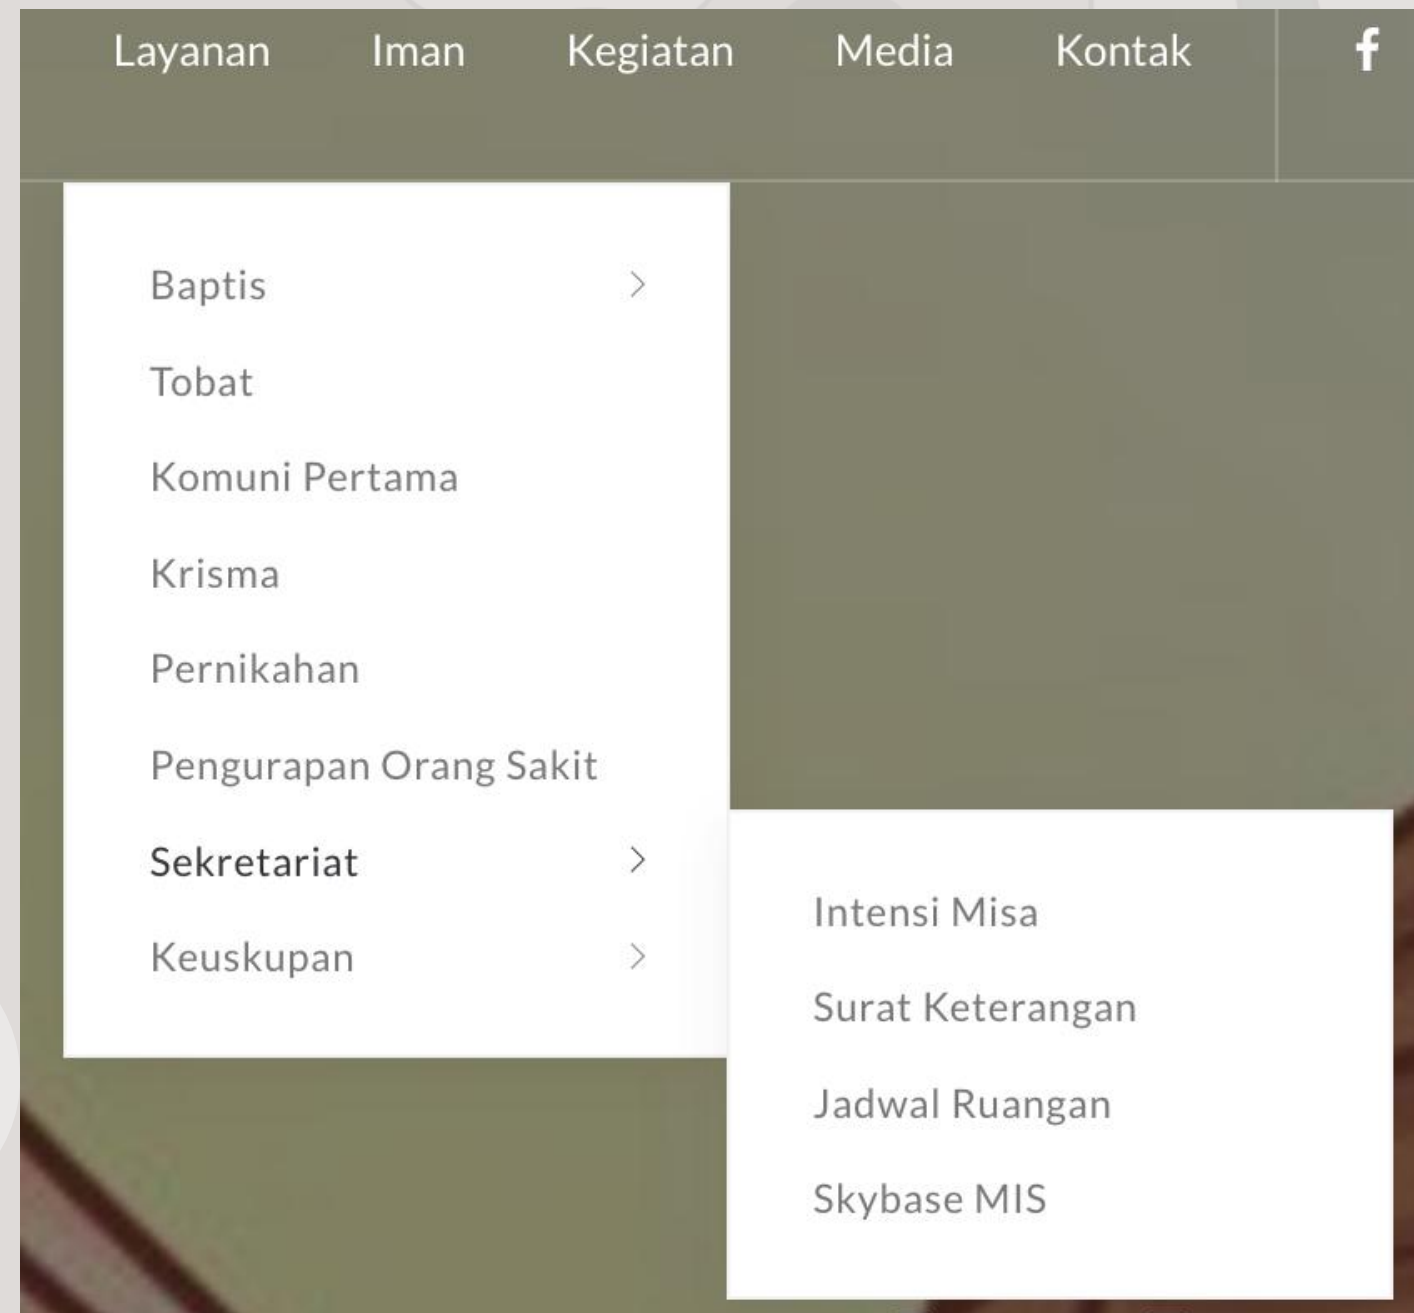 Layanan Iman Kegiatan Media Kontak f
Baptis
Tobat
Komuni Pertama
Krisma
Pernikahan
Pengurapan Orang Sakit
Sekretariat
Keuskupan
Intensi Misa
Surat Keterangan
Jadwal Ruangan
Skybase MIS